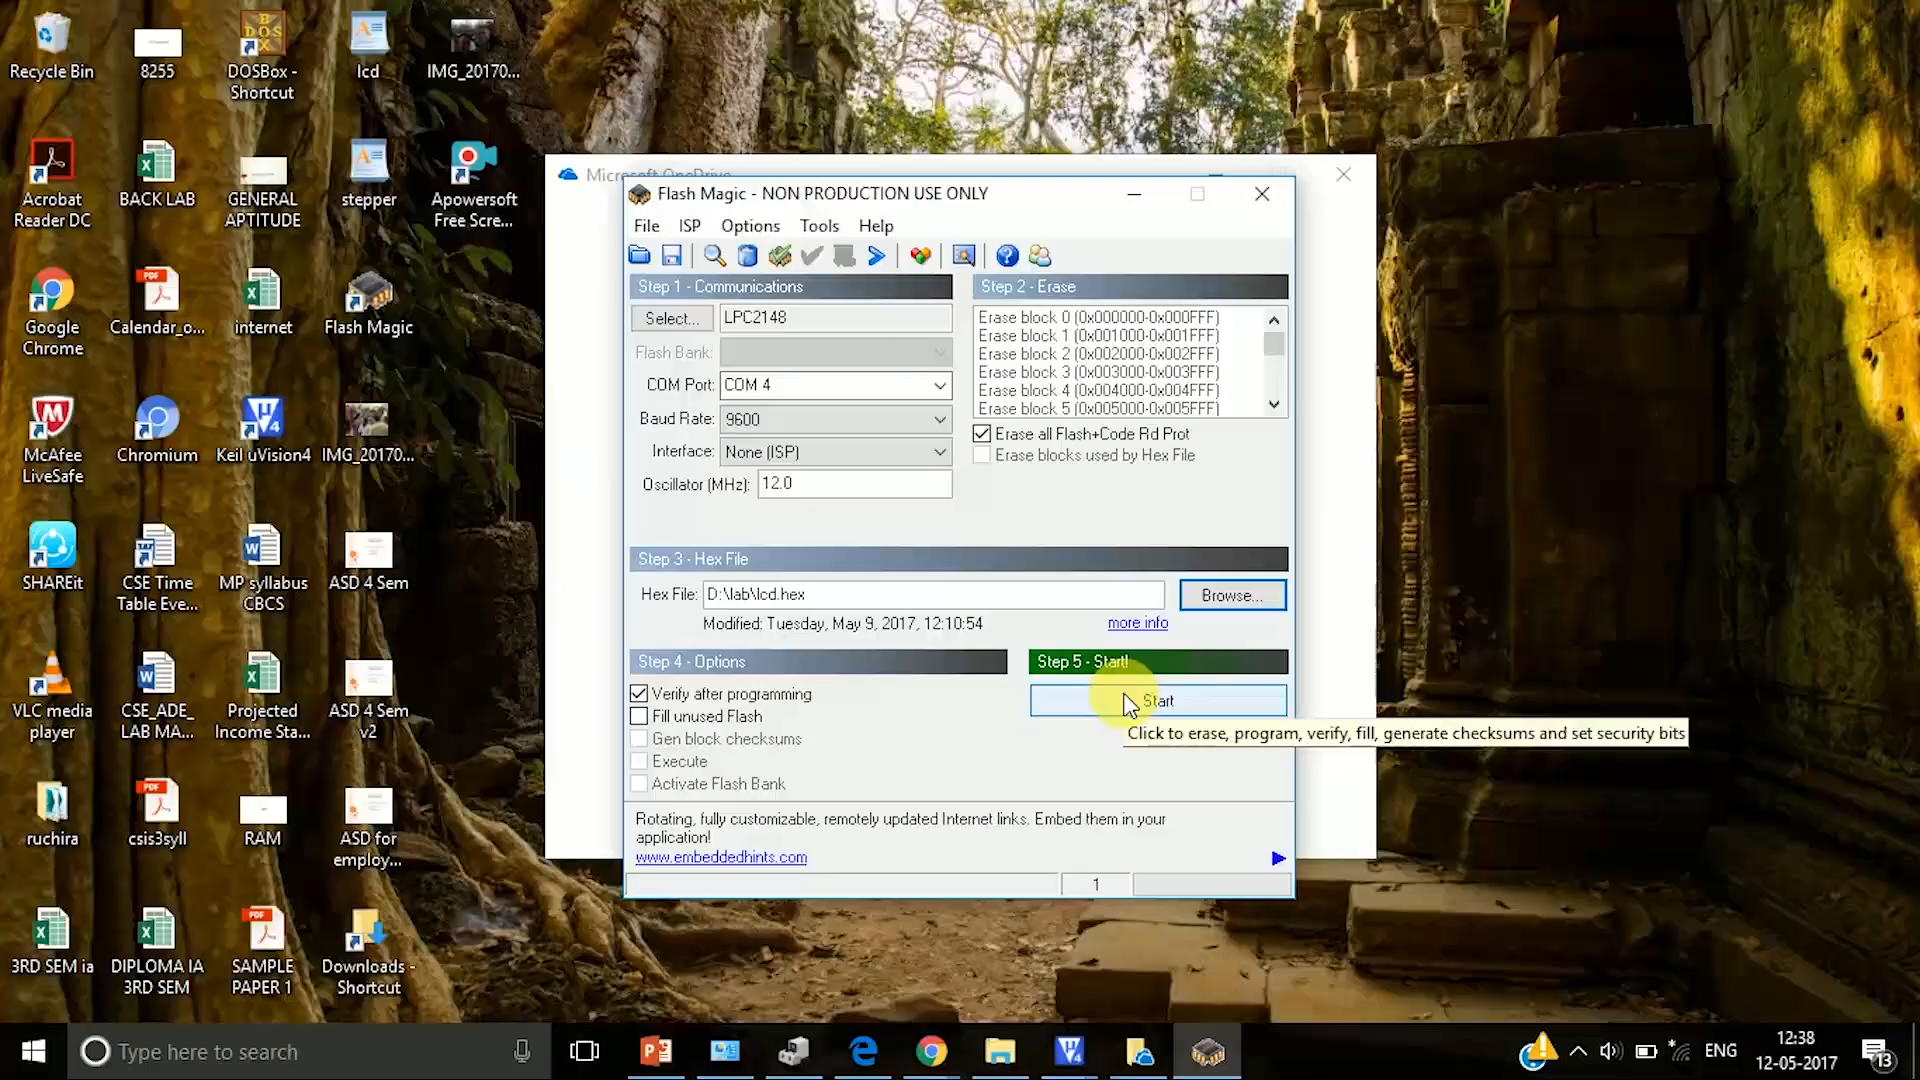 Recycle Bin
8255
DOSBox -
Shortcut
lcd
IMG_20170...
Acrobat
Reader DC
BACK LAB
GENERAL
APTITUDE
stepper
Apowersoft
Free Scre...
Google
Chrome
Calendar_o...
internet
Flash Magic
McAfee
LiveSafe
Chromium
Keil uVision4
IMG_20170...
SHAREit
CSE Time
Table Eve...
MP syllabus
CBCS
ASD 4 Sem
VLC media
player
CSE_ADE_
LAB MA...
Projected
Income Sta...
ASD 4 Sem
v2
ruchira
csis3syll
RAM
ASD for
employ...
3RD SEM ia
DIPLOMA IA
3RD SEM
SAMPLE
PAPER 1
Downloads -
Shortcut
Microsoft OneDrive
Flash Magic - NON PRODUCTION USE ONLY
File ISP Options Tools Help
Step 1 - Communications
Select... LPC2148
Flash Bank:
COM Port: COM 4
Baud Rate: 9600
Interface: None (ISP)
Oscillator (MHz): 12.0
Step 2 - Erase
Erase block 0 (0x000000-0x000FFF)
Erase block 1 (0x001000-0x001FFF)
Erase block 2 (0x002000-0x002FFF)
Erase block 3 (0x003000-0x003FFF)
Erase block 4 (0x004000-0x004FFF)
Erase block 5 (0x005000-0x005FFF)
Erase all Flash+Code Rd Prot
Erase blocks used by Hex File
Step 3 - Hex File
Hex File: D:\lab\lcd.hex Browse...
Modified: Tuesday, May 9, 2017, 12:10:54 more info
Step 4 - Options
Verify after programming
Fill unused Flash
Gen block checksums
Execute
Activate Flash Bank
Step 5 - Start!
Start
Click to erase, program, verify, fill, generate checksums and set security bits
Rotating, fully customizable, remotely updated Internet links. Embed them in your
application!
www.embeddedhints.com
1
Type here to search
ENG
12:38
12-05-2017
13